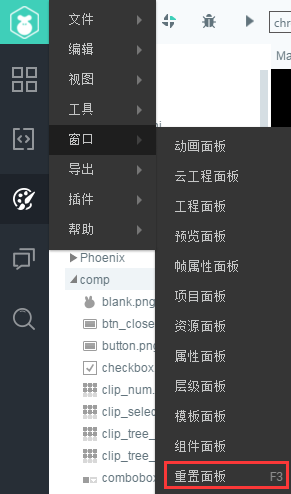 文件
编辑
视图
工具
窗口
导出
插件
帮助
chr
Ma
动画面板
云工程面板
工程面板
预览面板
帧属性面板
项目面板
资源面板
属性面板
层级面板
模板面板
组件面板
重置面板 F3
Phoenix
comp
blank.png
btn_close
button.png
checkbox
clip_num.
clip_selec
clip_tree_
clip_tree_
combobox